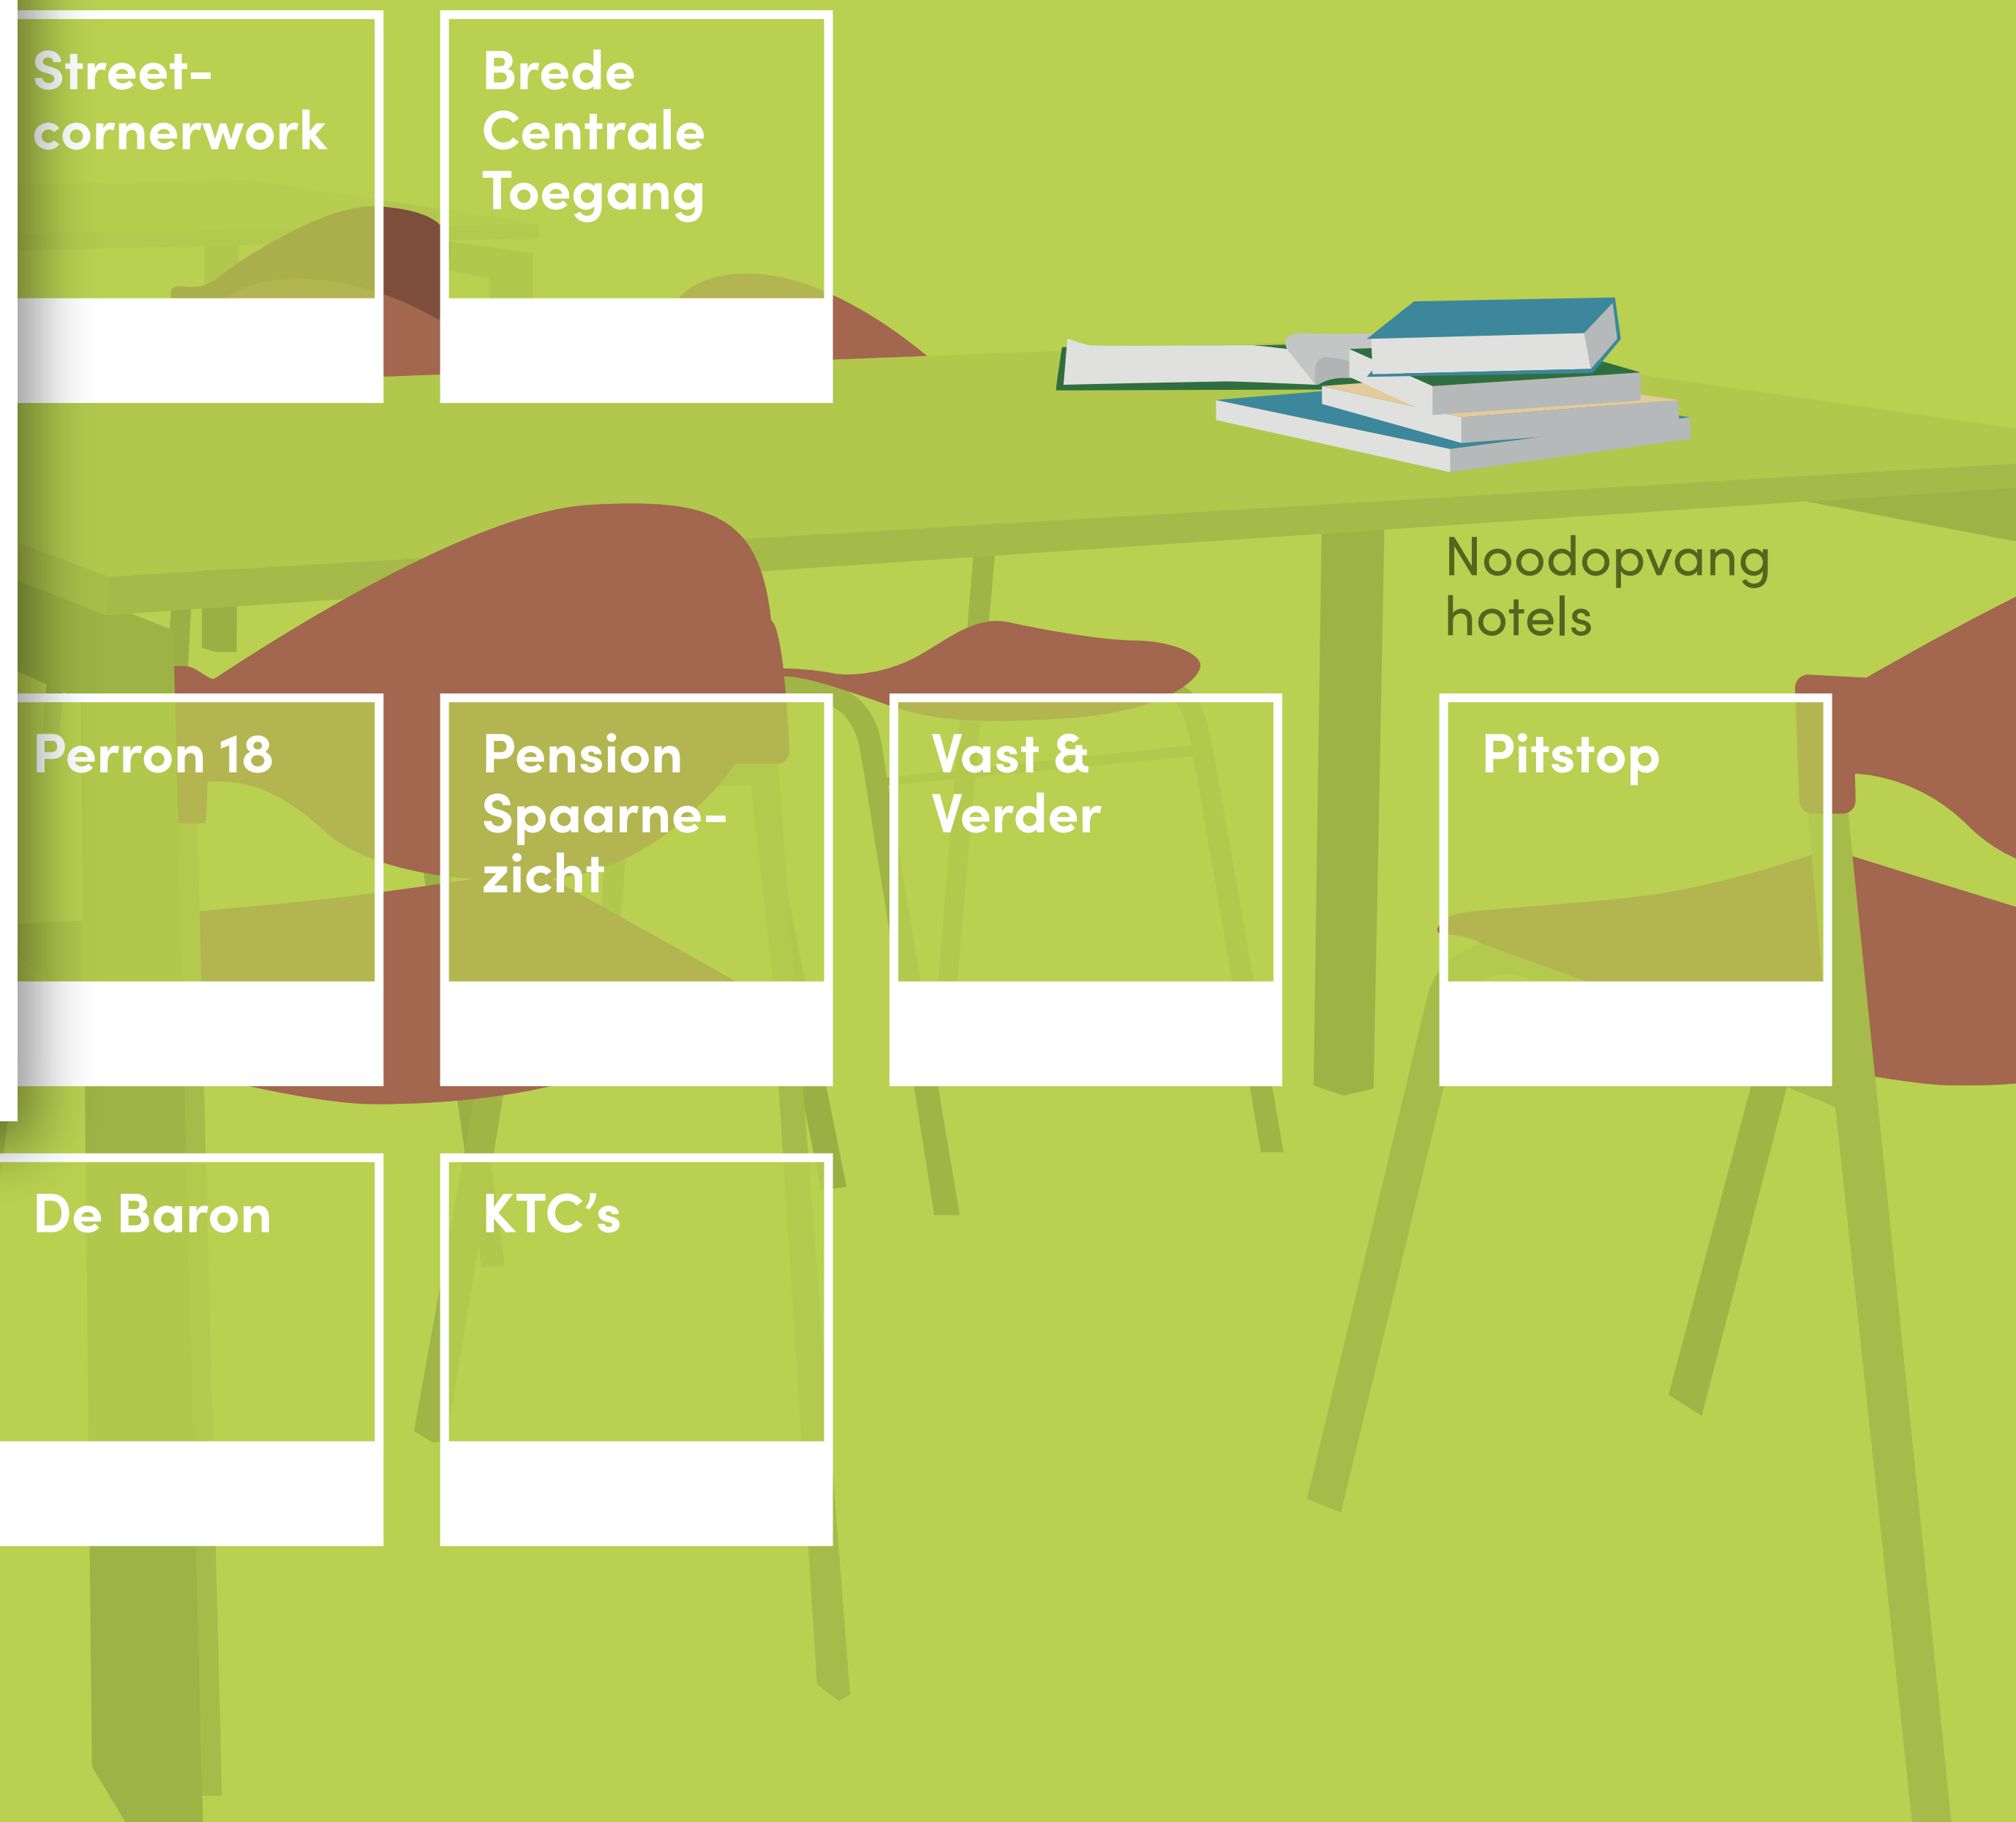 Street-
cornerwork
Brede
Centrale
Toegang
Noodopvang
hotels
Perron 18
Pension
Spaarne-
zicht
Vast &
Verder
Pitstop
De Baron
KTC’s